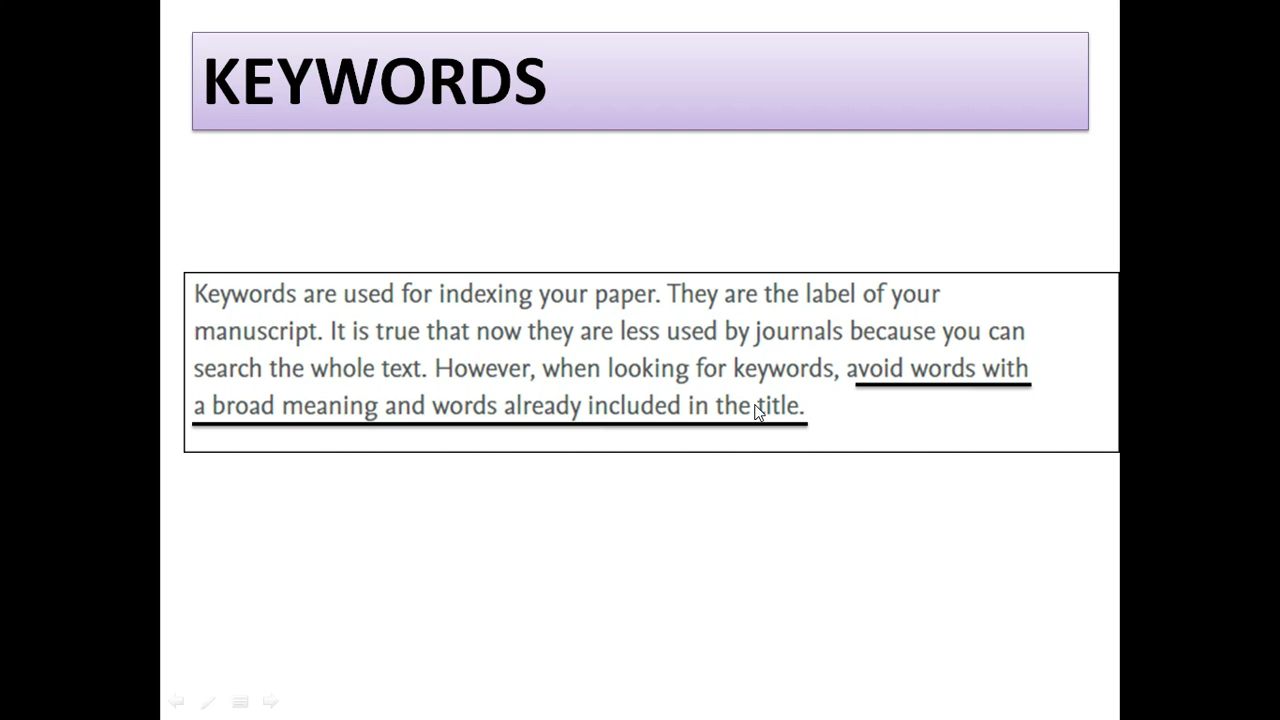 KEYWORDS
Keywords are used for indexing your paper. They are the label of your
manuscript. It is true that now they are less used by journals because you can
search the whole text. However, when looking for keywords, avoid words with
a broad meaning and words already included in the title.